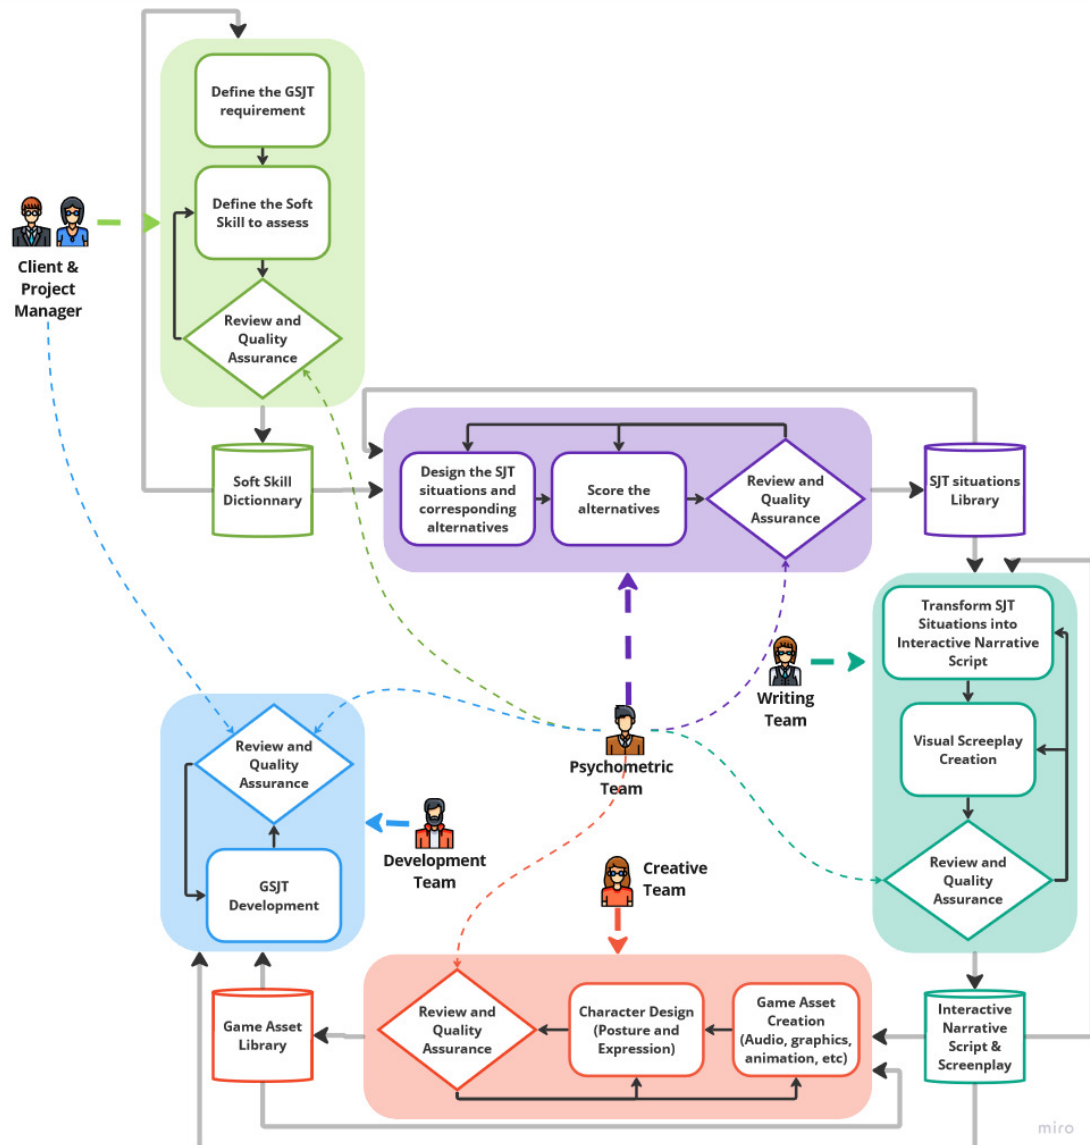 Define the GSJT
requirement
Define the Soft
Skill to assess
Client &
Project
Manager
Review and
Quality
Assurance
Soft Skill
Dictionnary
Design the SJT
situations and
corresponding
alternatives
Score the
alternatives
Review and
Quality
Assurance
SJT situations
Library
Transform SJT
Situations into
Interactive Narrative
Script
Writing
Team
Visual Screeplay
Creation
Review and
Quality
Assurance
Psychometric
Team
Review and
Quality
Assurance
Development
Team
GSJT
Development
Creative
Team
Game Asset
Library
Review and
Quality
Assurance
Character Design
(Posture and
Expression)
Game Asset
Creation
(Audio, graphics,
animation, etc)
Interactive
Narrative
Script &
Screenplay
miro